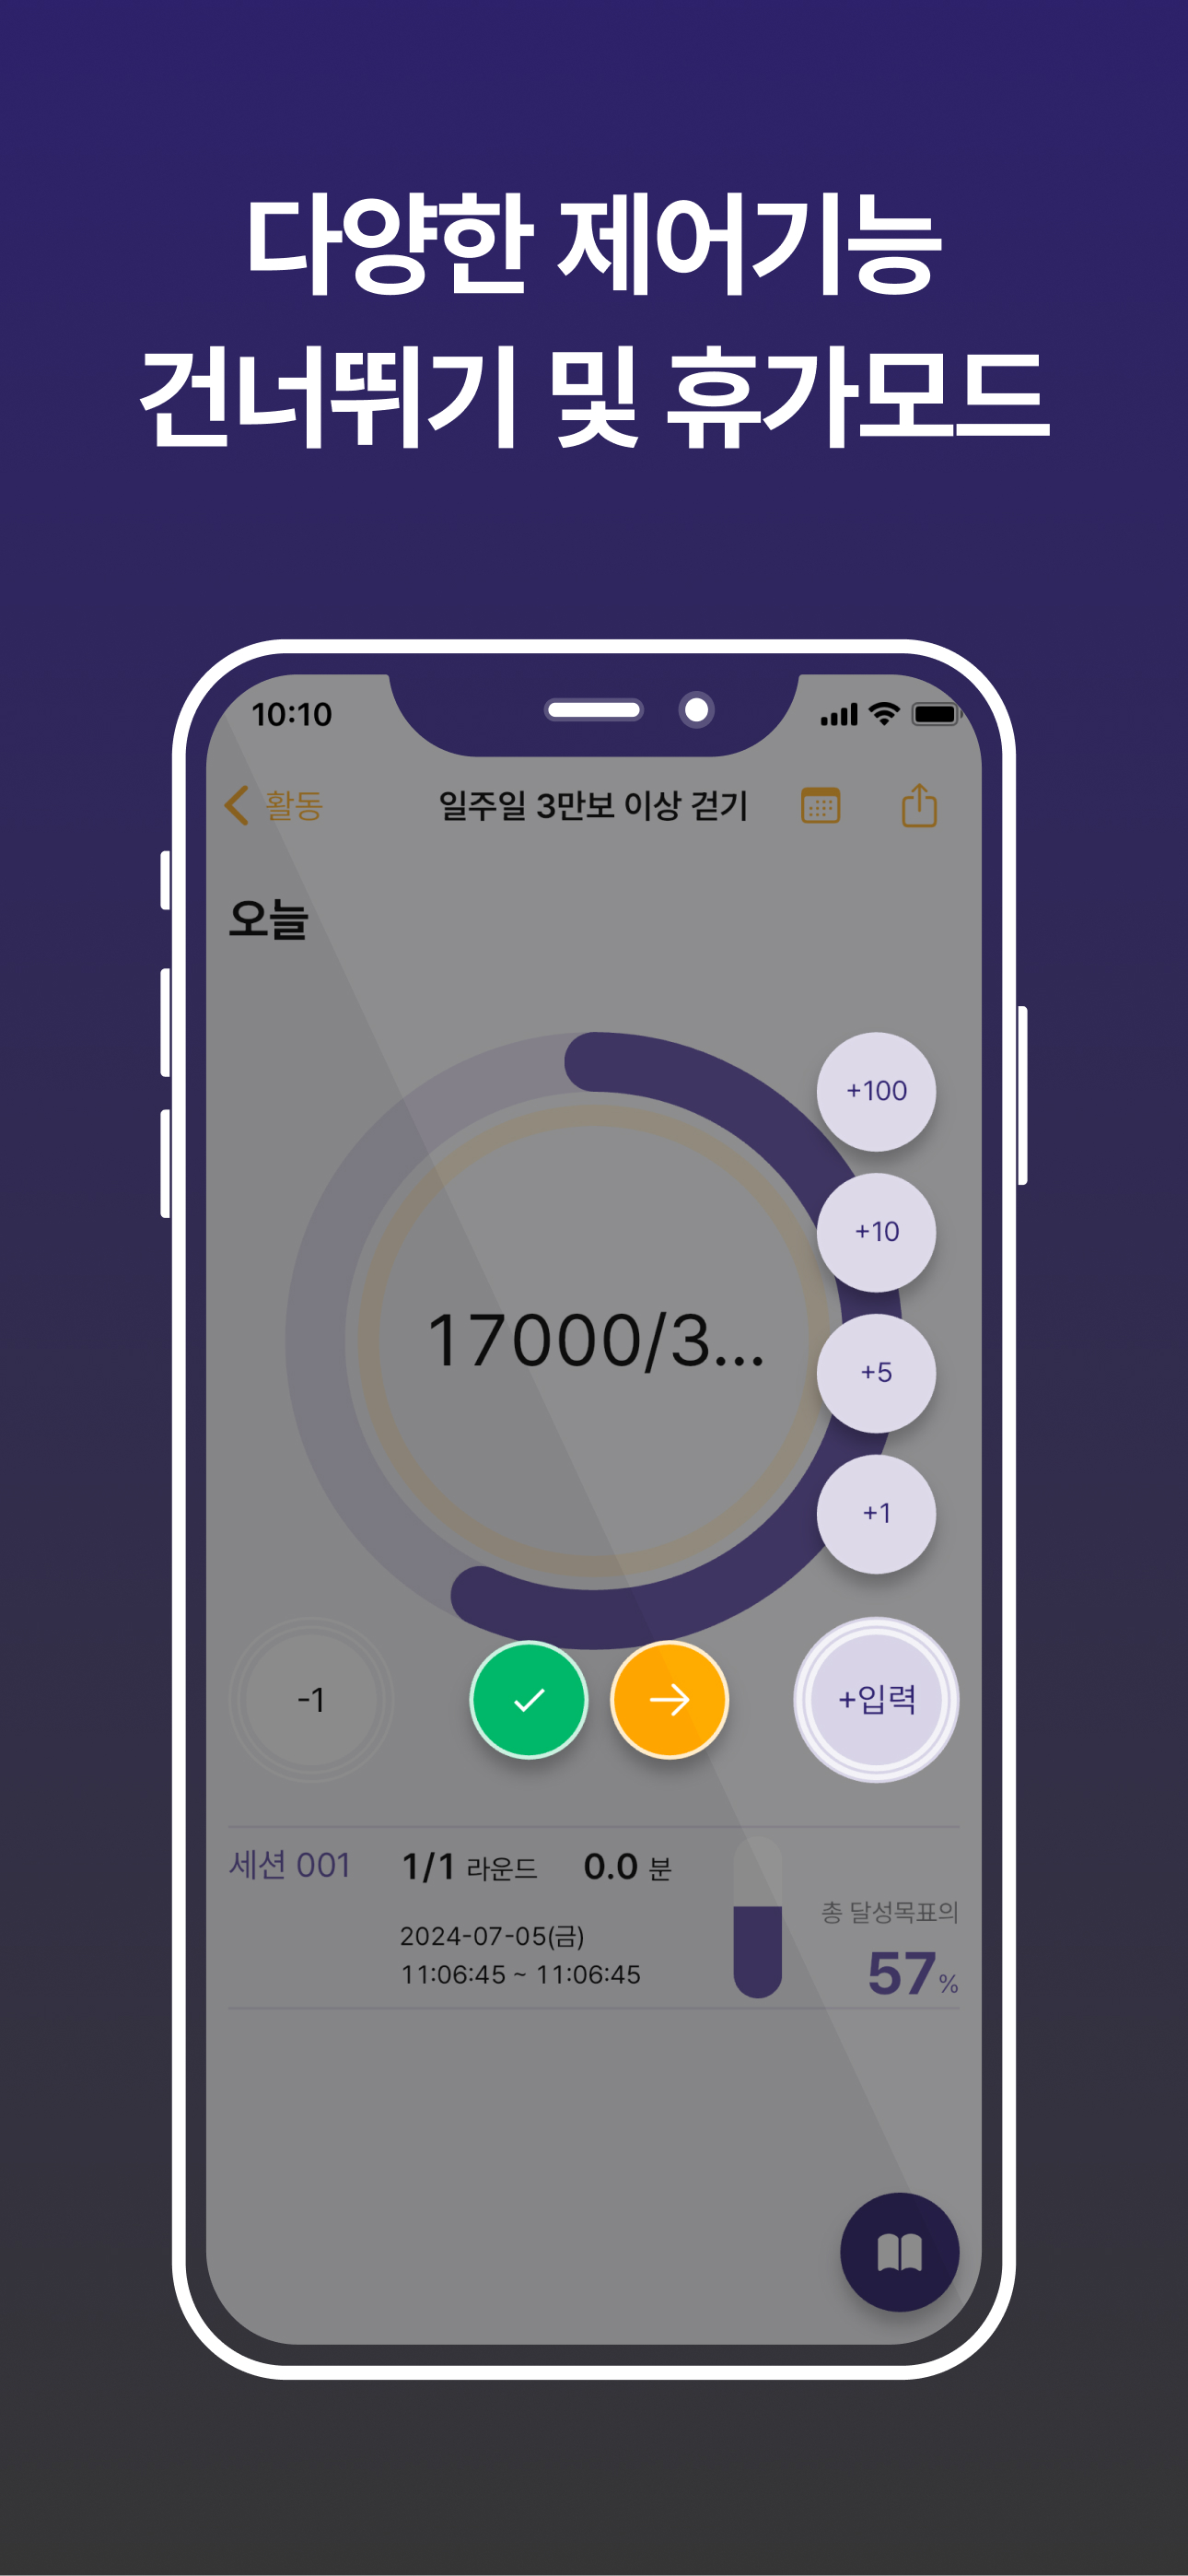 다양한 제어기능
건너뛰기 및 휴가모드
10:10
활동
일주일 3만보 이상 걷기
오늘
+100
+10
17000/3...
+5
+1
-1
+입력
세션 001
1/1 라운드
0.0 분
2024-07-05(금)
11:06:45 ~ 11:06:45
총 달성목표의
57%